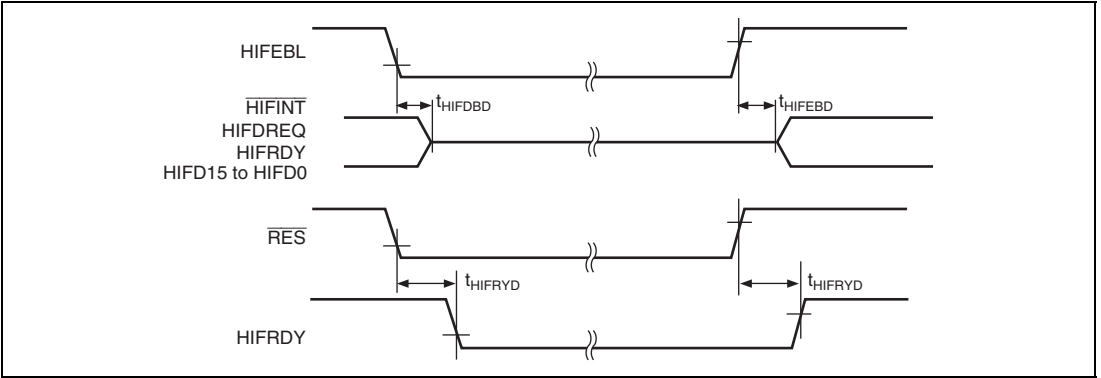 HIFEBL
tHIFDBD
tHIFEBD
HIFINT
HIFDREQ
HIFRDY
HIFD15 to HIFD0
RES
tHIFRYD
tHIFRYD
HIFRDY